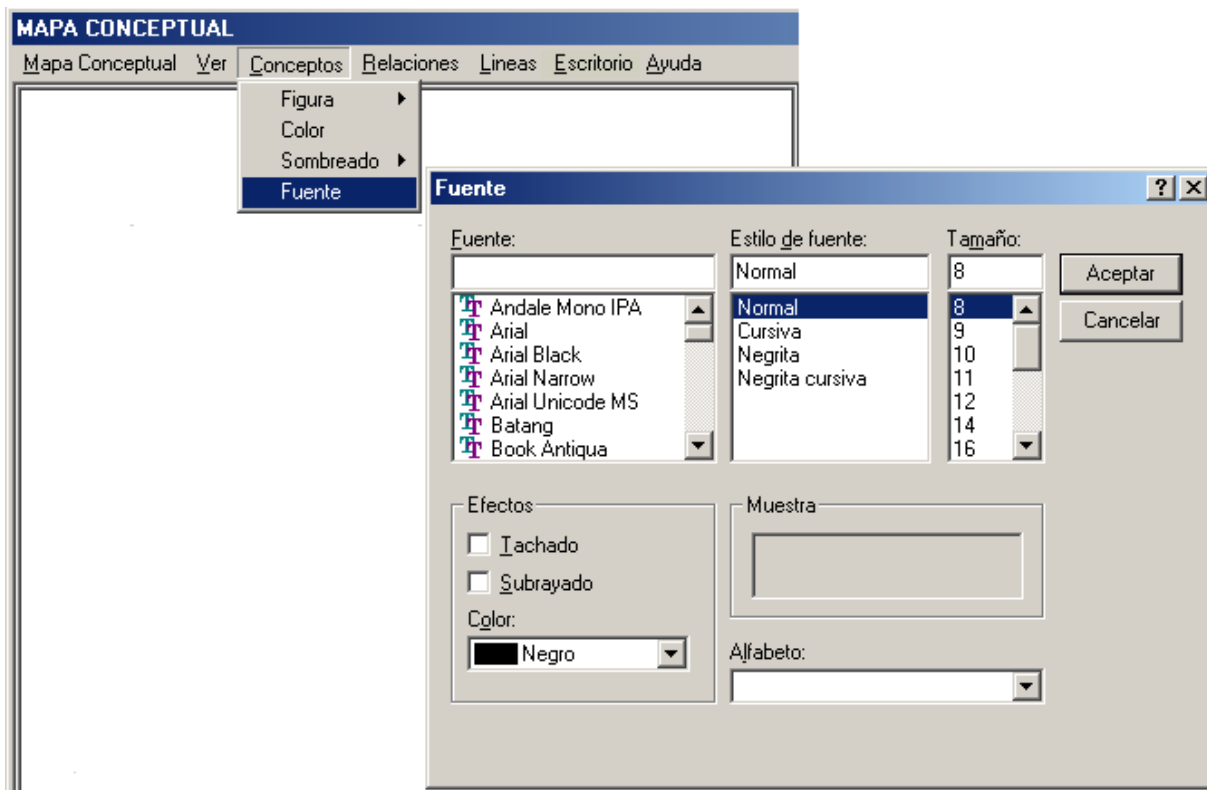 MAPA CONCEPTUAL
Mapa Conceptual Ver Conceptos Relaciones Lineas Escritorio Ayuda
Figura
Color
Sombreado
Fuente
Fuente
Fuente:
Andale Mono IPA
Arial
Arial Black
Arial Narrow
Arial Unicode MS
Batang
Book Antiqua
Estilo de fuente:
Normal
Normal
Cursiva
Negrita
Negrita cursiva
Tamaño:
8
8
9
10
11
12
14
16
Aceptar
Cancelar
Efectos
Tachado
Subrayado
Color:
Negro
Muestra
Alfabeto: